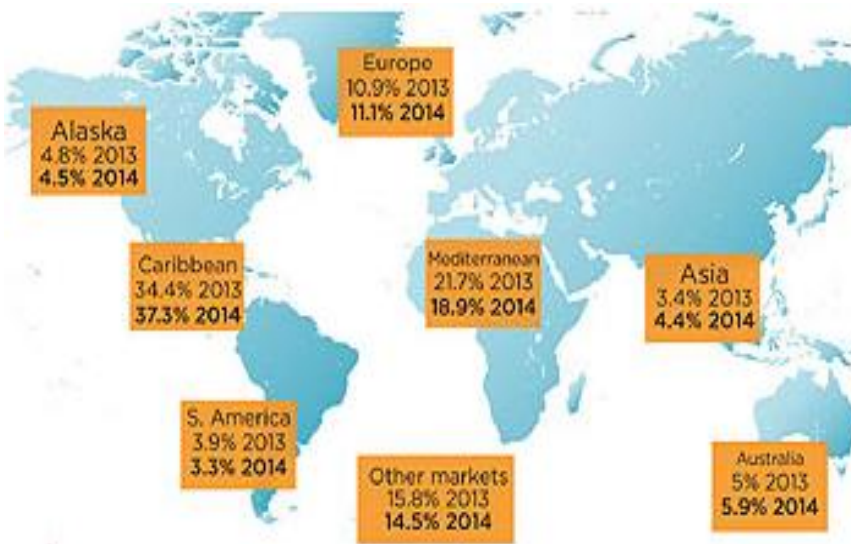 Europe
10.9% 2013
11.1% 2014
Alaska
4.8% 2013
4.5% 2014
Caribbean
34.4% 2013
37.3% 2014
Mediterranean
21.7% 2013
18.9% 2014
Asia
3.4% 2013
4.4% 2014
S. America
3.9% 2013
3.3% 2014
Other markets
15.8% 2013
14.5% 2014
Australia
5% 2013
5.9% 2014